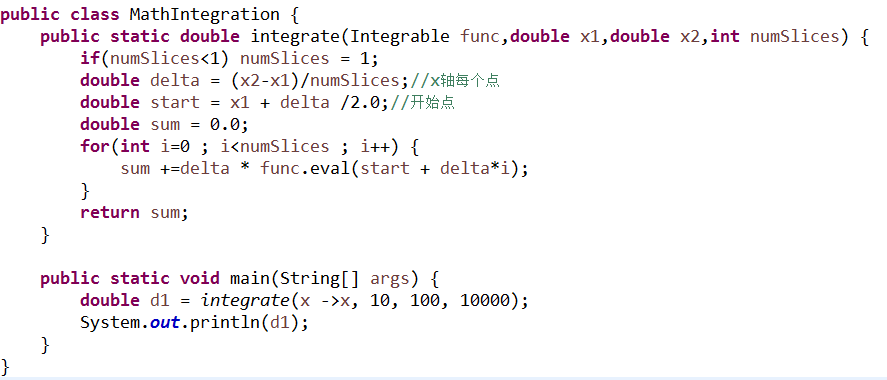 public class MathIntegration {
    public static double integrate(Integrable func,double x1,double x2,int numSlices) {
        if(numSlices<1) numSlices = 1;
        double delta = (x2-x1)/numSlices;//x轴每个点
        double start = x1 + delta /2.0;//开始点
        double sum = 0.0;
        for(int i=0 ; i<numSlices ; i++) {
            sum +=delta * func.eval(start + delta*i);
        }
        return sum;
    }

    public static void main(String[] args) {
        double d1 = integrate(x ->x, 10, 100, 10000);
        System.out.println(d1);
    }
}